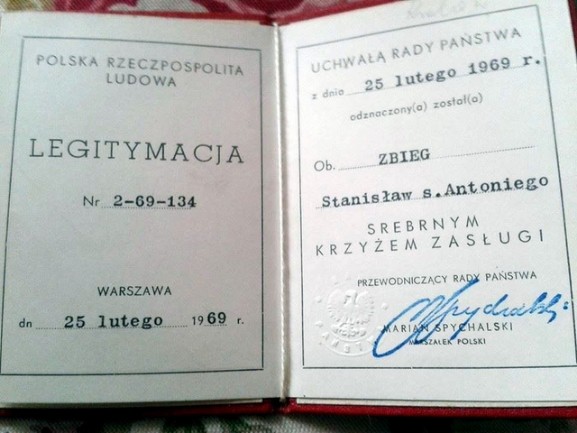 POLSKA RZECZPOSPOLITA
LUDOWA
LEGITYMACJA
Nr 2-69-134
WARSZAWA
dn 25 lutego 1969 r.
UCHWAŁĄ RADY PAŃSTWA
z dnia 25 lutego 1969 r.
odznaczony(a) został(a)
Ob. ZBIEG
Stanisław s.Antoniego
SREBRNYM
KRZYŻEM ZASŁUGI
PRZEWODNICZĄCY RADY PAŃSTWA
MARIAN SPYCHALSKI
MARSZAŁEK POLSKI